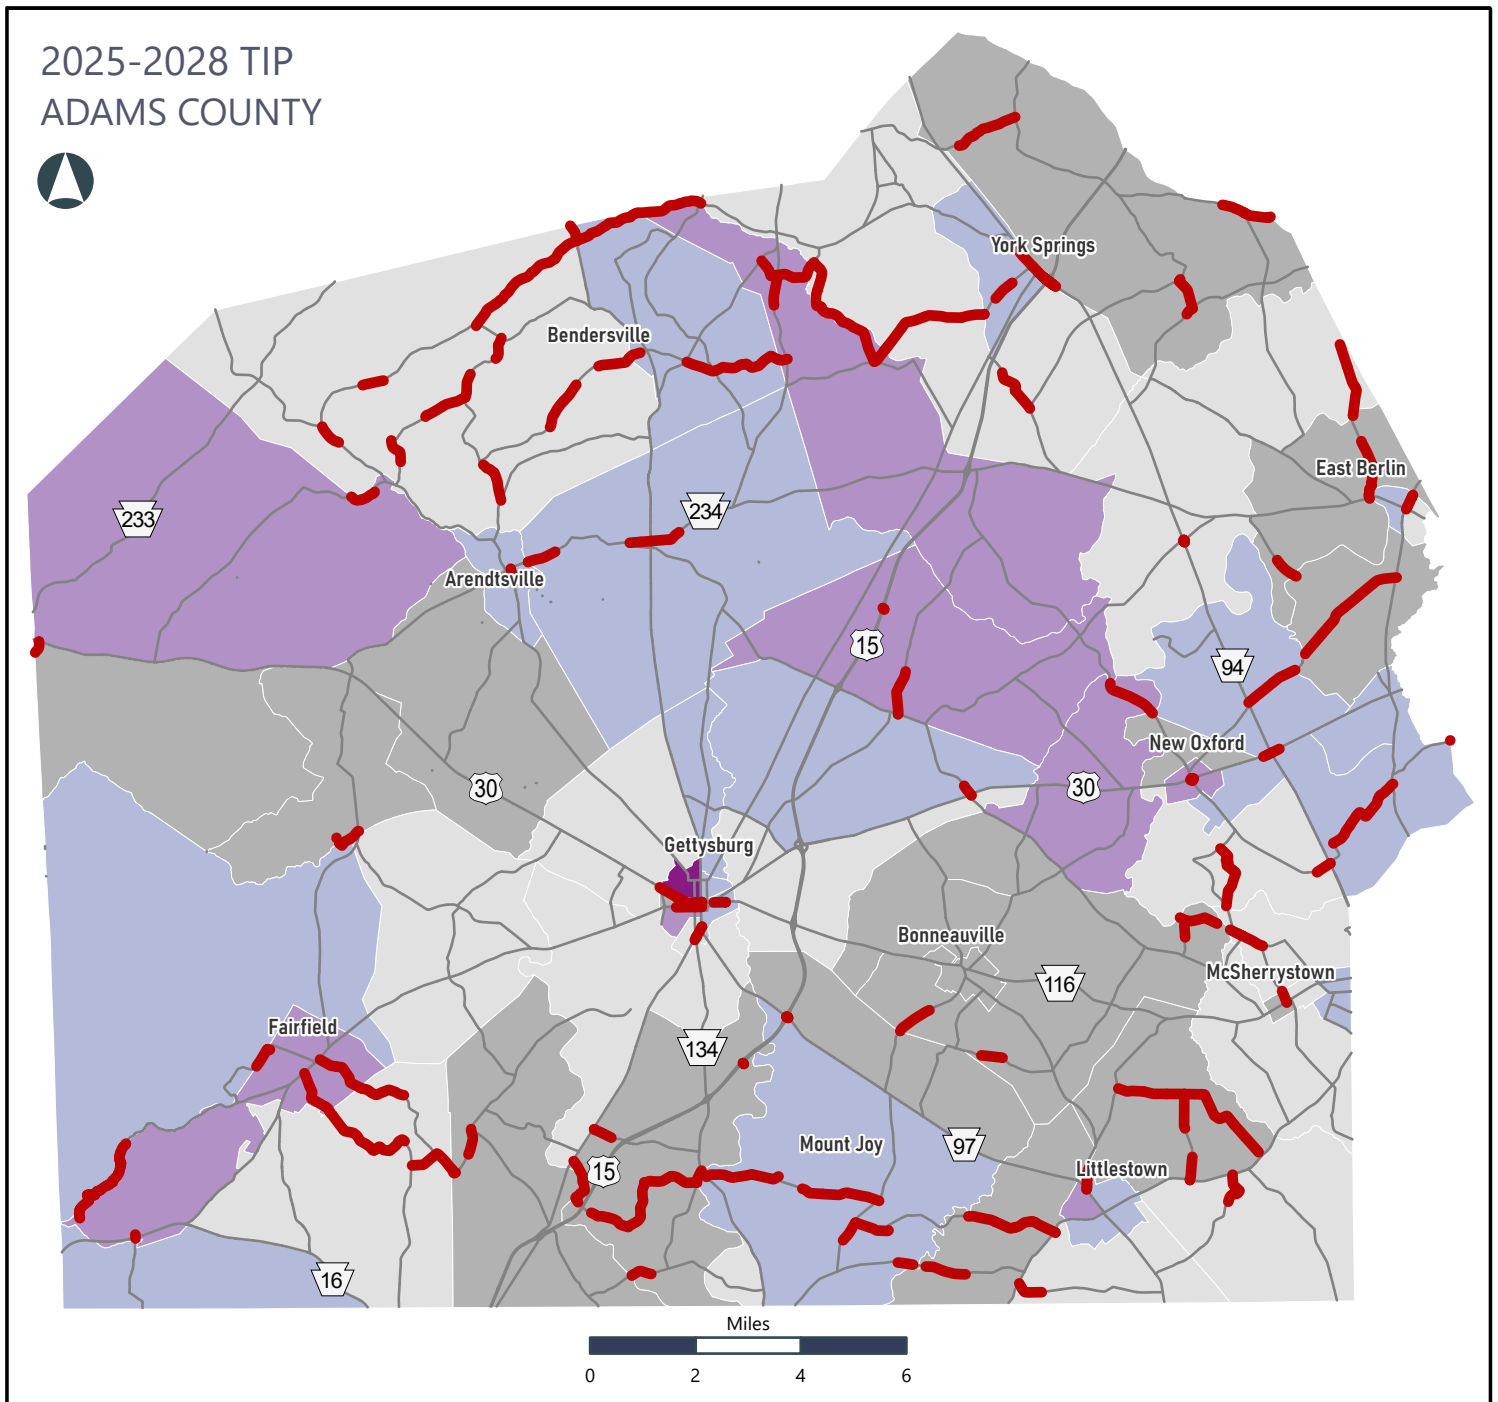 2025-2028 TIP
ADAMS COUNTY
York Springs
Bendersville
East Berlin
233
234
Arendtsville
15
94
New Oxford
30
30
Gettysburg
Bonneauville
McSherrystown
116
Fairfield
134
Mount Joy
97
Littlestown
15
16
Miles
0 2 4 6